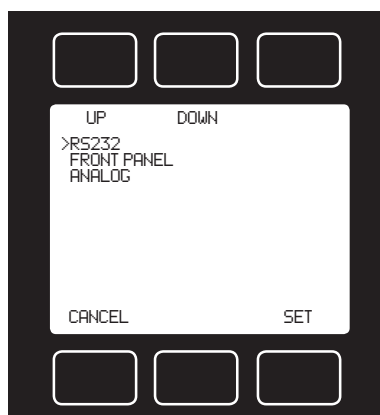 UP DOWN
>RS232
FRONT PANEL
ANALOG
CANCEL SET